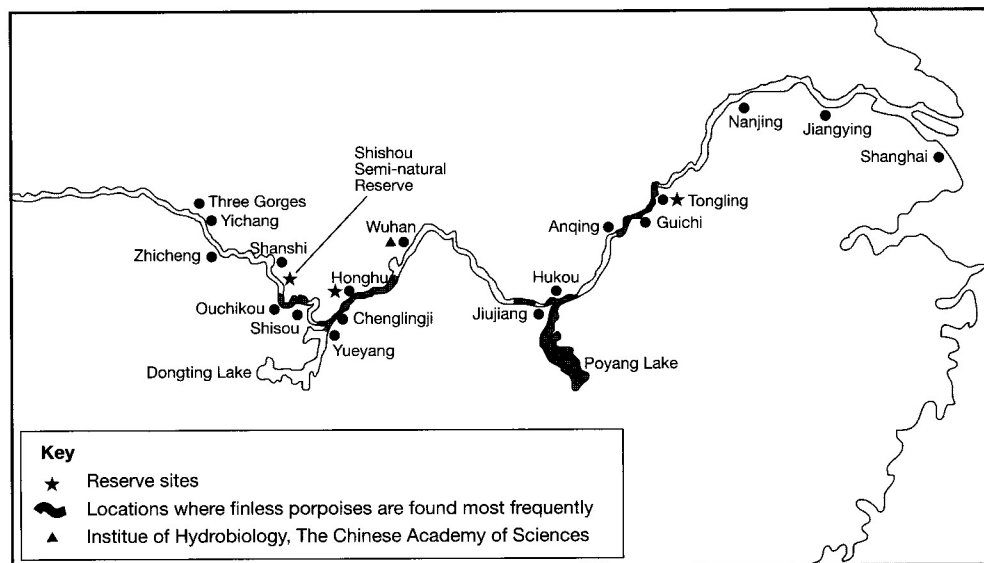 Nanjing
Jiangying
Shanghai
Shishou
Semi-natural
Reserve
Three Gorges
Yichang
Tongling
Guichi
Anqing
Wuhan
Zhicheng
Shanshi
Honghu
Hukou
Ouchikou
Shisou
Chenglingji
Jiujiang
Yueyang
Dongting Lake
Poyang Lake
Key
Reserve sites
Locations where finless porpoises are found most frequently
Institue of Hydrobiology, The Chinese Academy of Sciences